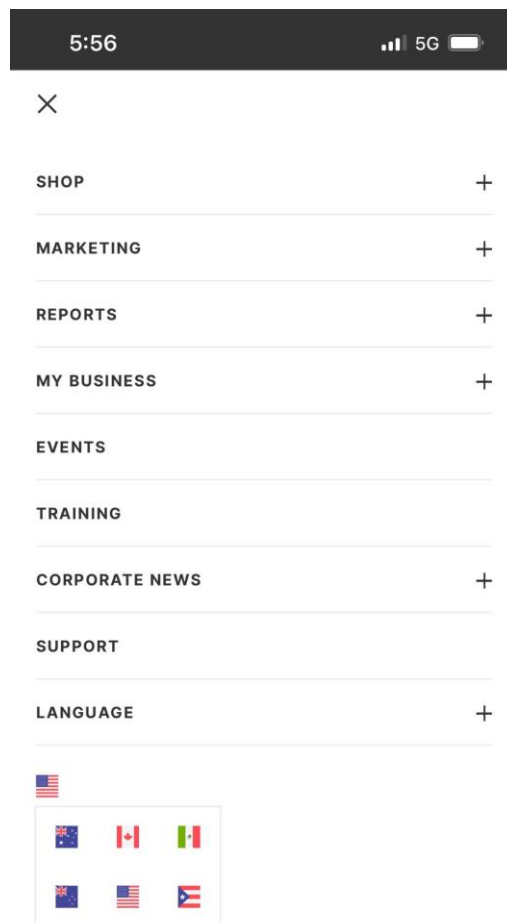 5:56
5G
SHOP
MARKETING
REPORTS
MY BUSINESS
EVENTS
TRAINING
CORPORATE NEWS
SUPPORT
LANGUAGE